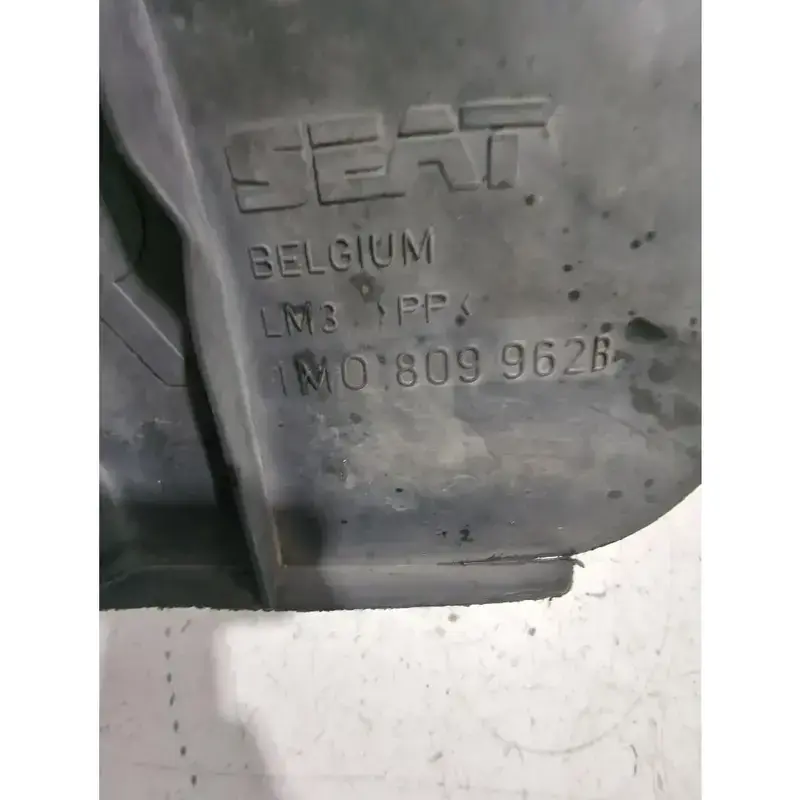 SEAT
BELGIUM
LM3 >PP<
1M0 809 962B